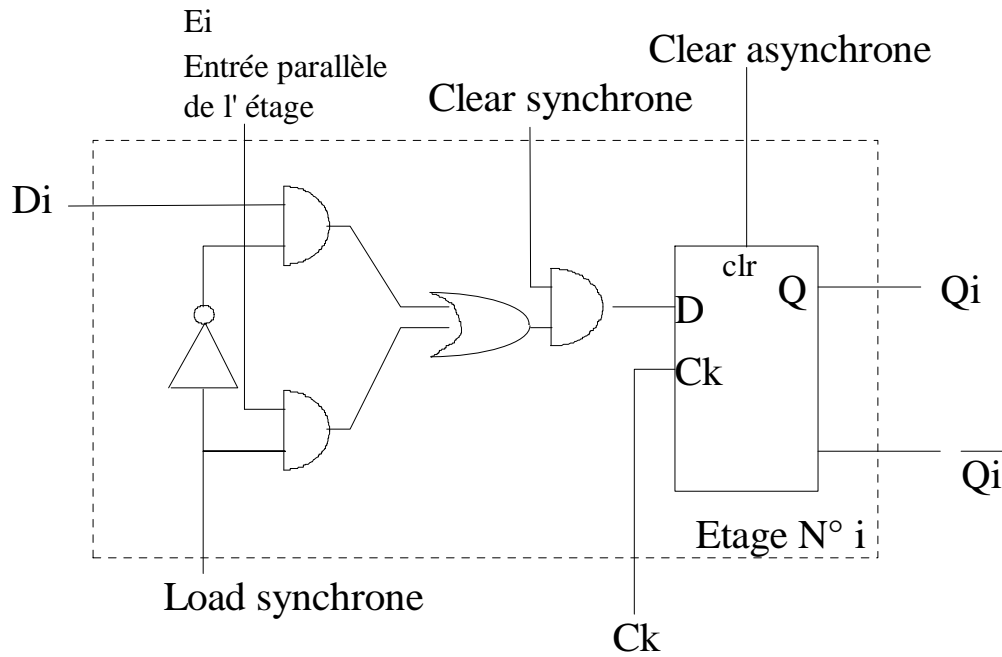 Ei
Entrée parallèle
de l' étage
Clear asynchrone
Clear synchrone
Di
clr
Q
Qi
D
Ck
Qi
Etage N° i
Load synchrone
Ck